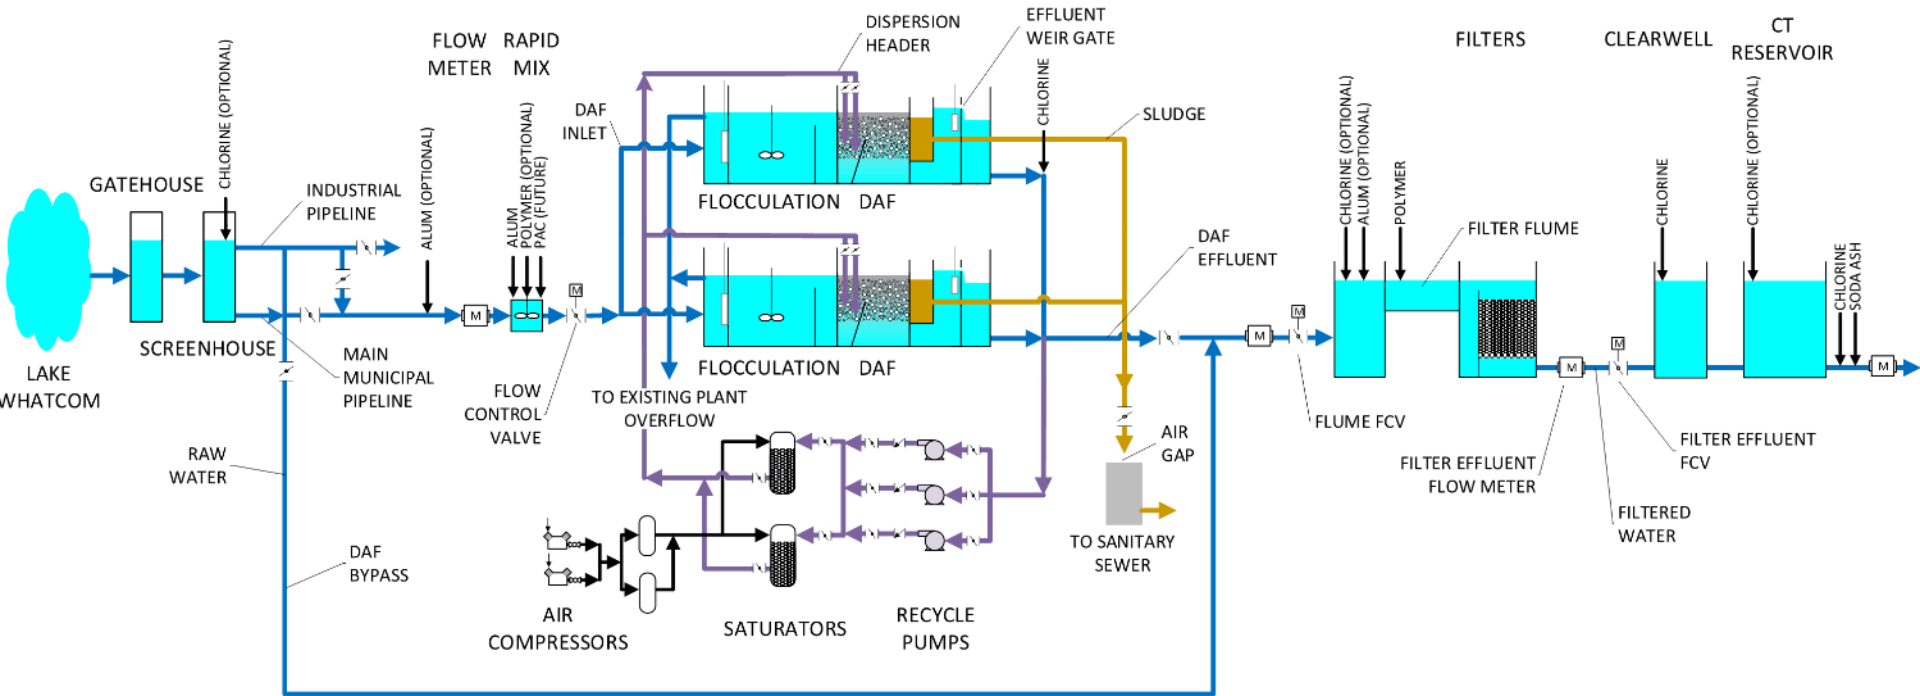 DISPERSION
HEADER
EFFLUENT
WEIR GATE
FLOW
METER
RAPID
MIX
FILTERS
CLEARWELL
CT
RESERVOIR
CHLORINE (OPTIONAL)
ALUM (OPTIONAL)
ALUM
POLYMER (OPTIONAL)
PAC (FUTURE)
DAF
INLET
CHLORINE
SLUDGE
CHLORINE (OPTIONAL)
ALUM (OPTIONAL)
POLYMER
CHLORINE
CHLORINE (OPTIONAL)
CHLORINE
SODA ASH
GATEHOUSE
INDUSTRIAL
PIPELINE
FLOCCULATION
DAF
FILTER FLUME
DAF
EFFLUENT
M
M
M
M
M
M
M
SCREENHOUSE
MAIN
MUNICIPAL
PIPELINE
LAKE
WHATCOM
FLOW
CONTROL
VALVE
FLOCCULATION
DAF
TO EXISTING PLANT
OVERFLOW
FLUME FCV
AIR
GAP
FILTER EFFLUENT
FCV
RAW
WATER
FILTER EFFLUENT
FLOW METER
FILTERED
WATER
DAF
BYPASS
TO SANITARY
SEWER
AIR
COMPRESSORS
SATURATORS
RECYCLE
PUMPS